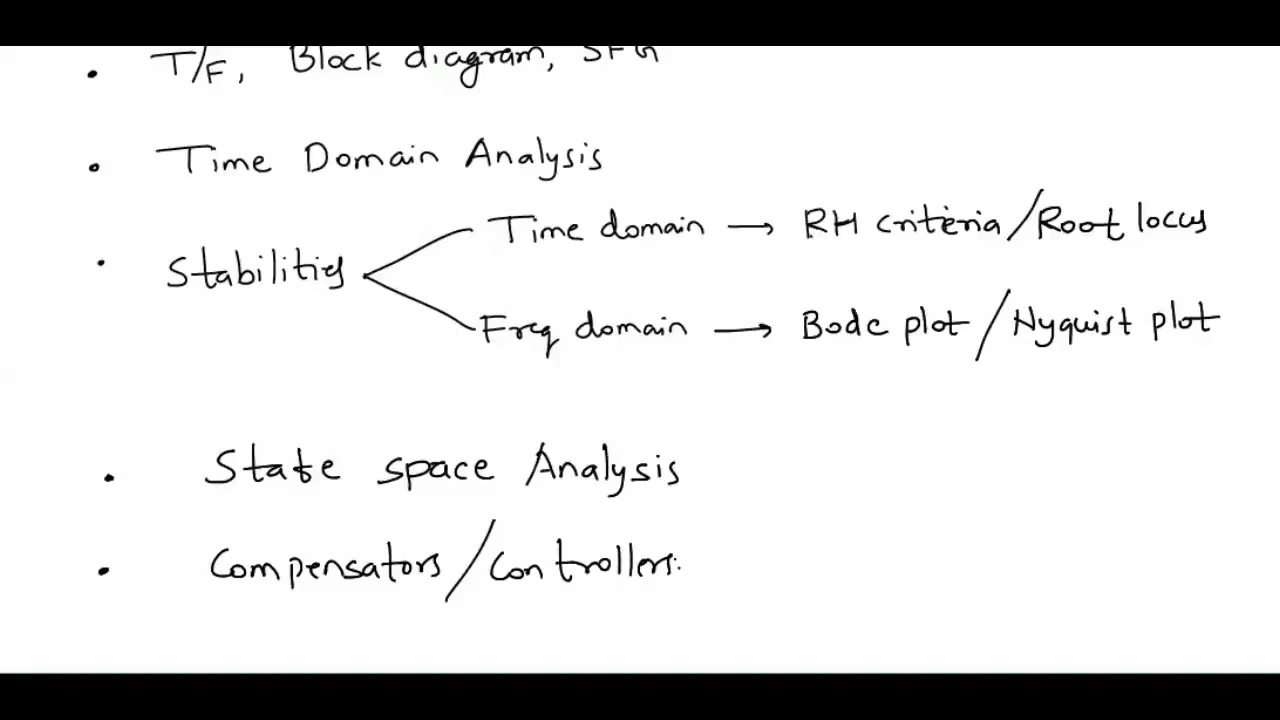 • T/F, Block diagram, SFG
• Time Domain Analysis
Time domain → RH criteria/Root locus
• Stabilities
Freq domain → Bode plot/Nyquist plot
• State space Analysis
• Compensators/Controllers